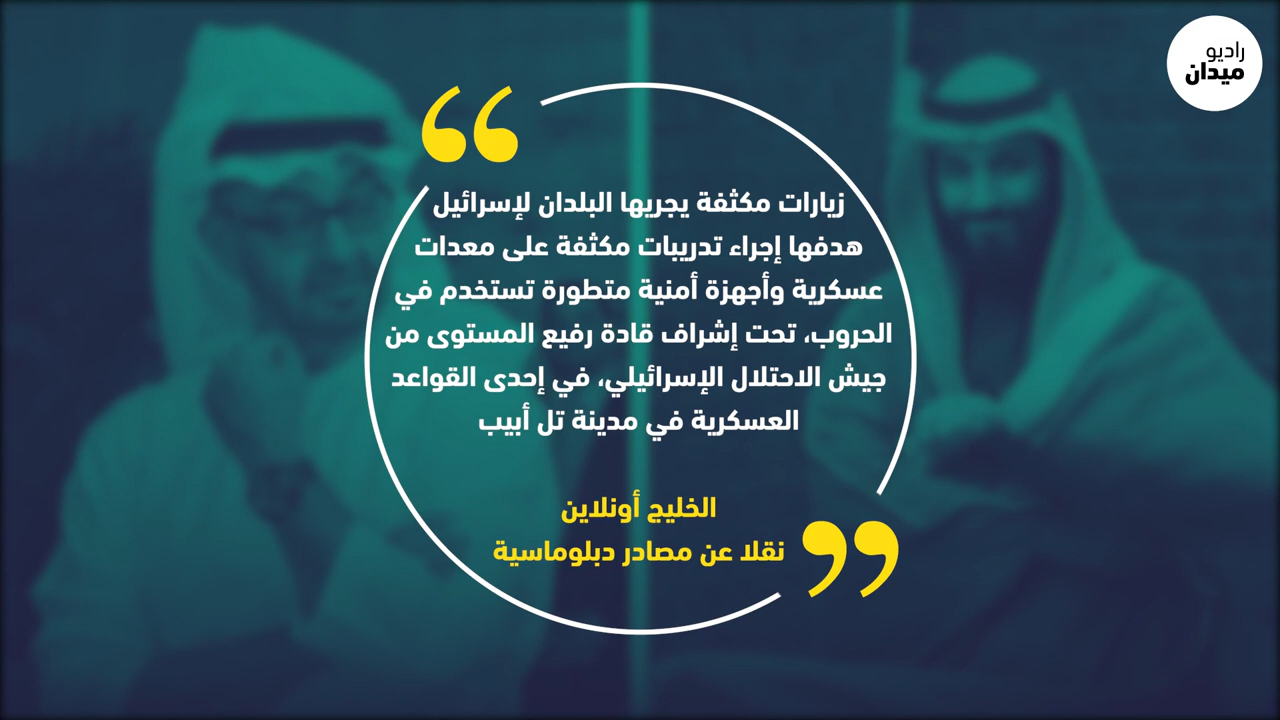 راديو
ميدان
زيارات مكثفة يجريها البلدان لإسرائيل
هدفها إجراء تدريبات مكثفة على معدات
عسكرية وأجهزة أمنية متطورة تستخدم في
الحروب، تحت إشراف قادة رفيع المستوى من
جيش الاحتلال الإسرائيلي، في إحدى القواعد
العسكرية في مدينة تل أبيب
الخليج أونلاين
نقلا عن مصادر دبلوماسية